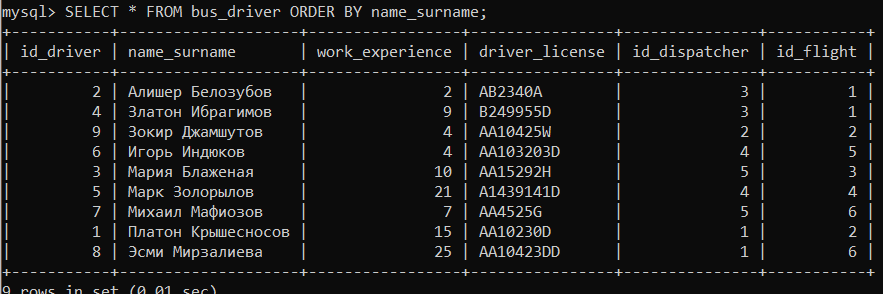 mysql> SELECT * FROM bus_driver ORDER BY name_surname;
+-----------+-------------------+-----------------+----------------+---------------+-----------+
| id_driver | name_surname | work_experience | driver_license | id_dispatcher | id_flight |
+-----------+-------------------+-----------------+----------------+---------------+-----------+
| 2 | Алишер Белозубов | 2 | AB2340A | 3 | 1 |
| 4 | Златон Ибрагимов | 9 | B249955D | 3 | 1 |
| 9 | Зокир Джамшутов | 4 | AA10425W | 2 | 2 |
| 6 | Игорь Индюков | 4 | AA103203D | 4 | 5 |
| 3 | Мария Блаженая | 10 | AA15292H | 5 | 3 |
| 5 | Марк Золорылов | 21 | A1439141D | 4 | 4 |
| 7 | Михаил Мафиозов | 7 | AA4525G | 5 | 6 |
| 1 | Платон Крышесносов | 15 | AA10230D | 1 | 2 |
| 8 | Эсми Мирзалиева | 25 | AA10423DD | 1 | 6 |
+-----------+-------------------+-----------------+----------------+---------------+-----------+
9 rows in set (0.01 sec)